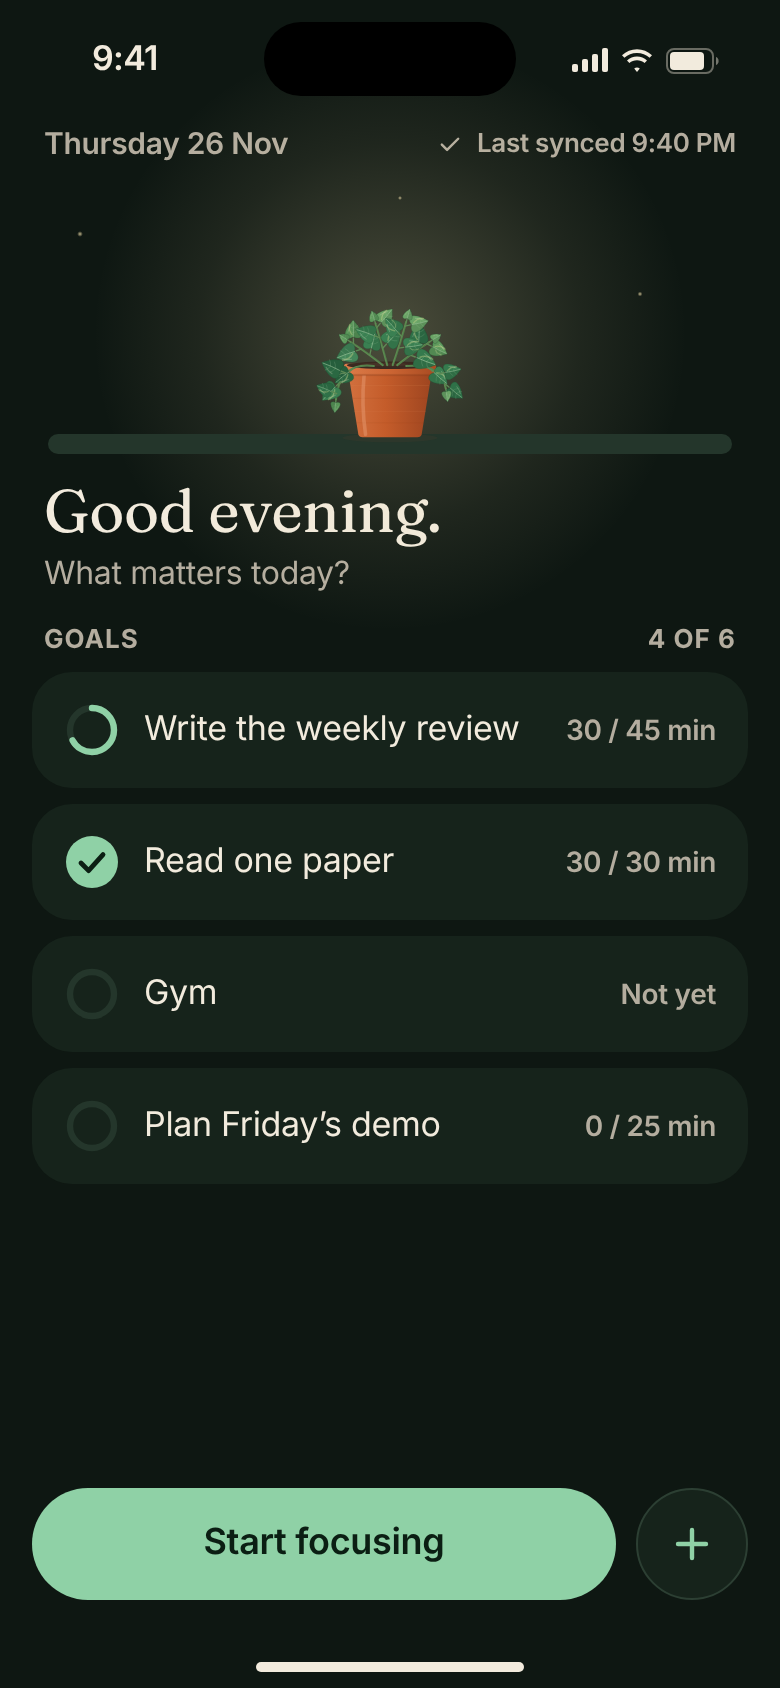 9:41
Thursday 26 Nov
Last synced 9:40 PM
Good evening.
What matters today?
GOALS
4 OF 6
Write the weekly review
30 / 45 min
Read one paper
30 / 30 min
Gym
Not yet
Plan Friday’s demo
0 / 25 min
Start focusing